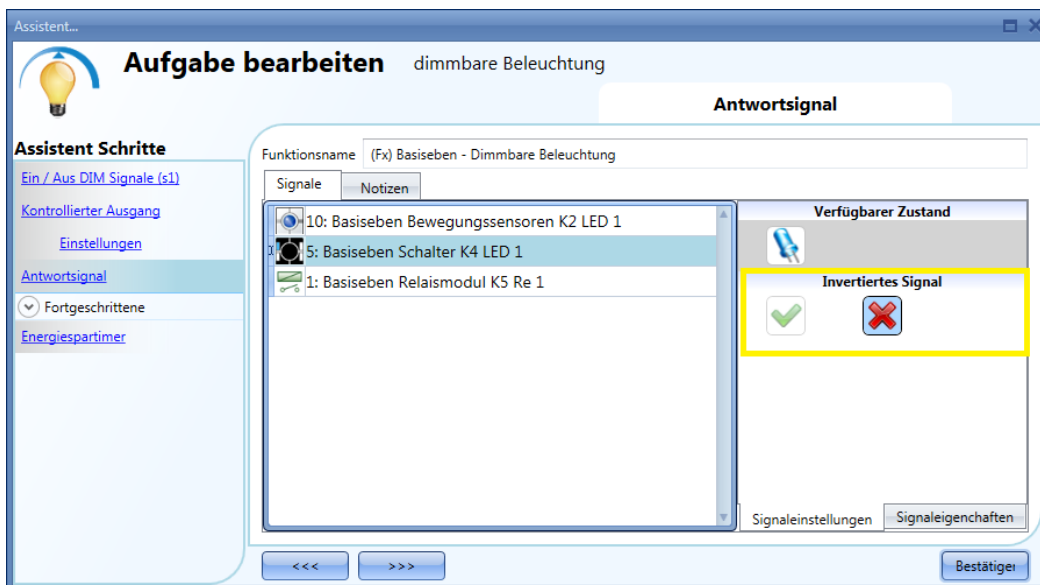 Assistent...
Aufgabe bearbeiten dimmbare Beleuchtung
Antwortsignal
Assistent Schritte
Ein / Aus DIM Signale (s1)
Kontrollierter Ausgang
Einstellungen
Antwortsignal
Fortgeschrittene
Energiespartimer
Funktionsname (Fx) Basiseben - Dimmbare Beleuchtung
Signale Notizen
10: Basiseben Bewegungssensoren K2 LED 1
5: Basiseben Schalter K4 LED 1
1: Basiseben Relaismodul K5 Re 1
Verfügbarer Zustand
Invertiertes Signal
Signaleinstellungen Signaleigenchaften
<<< >>> Bestätiger